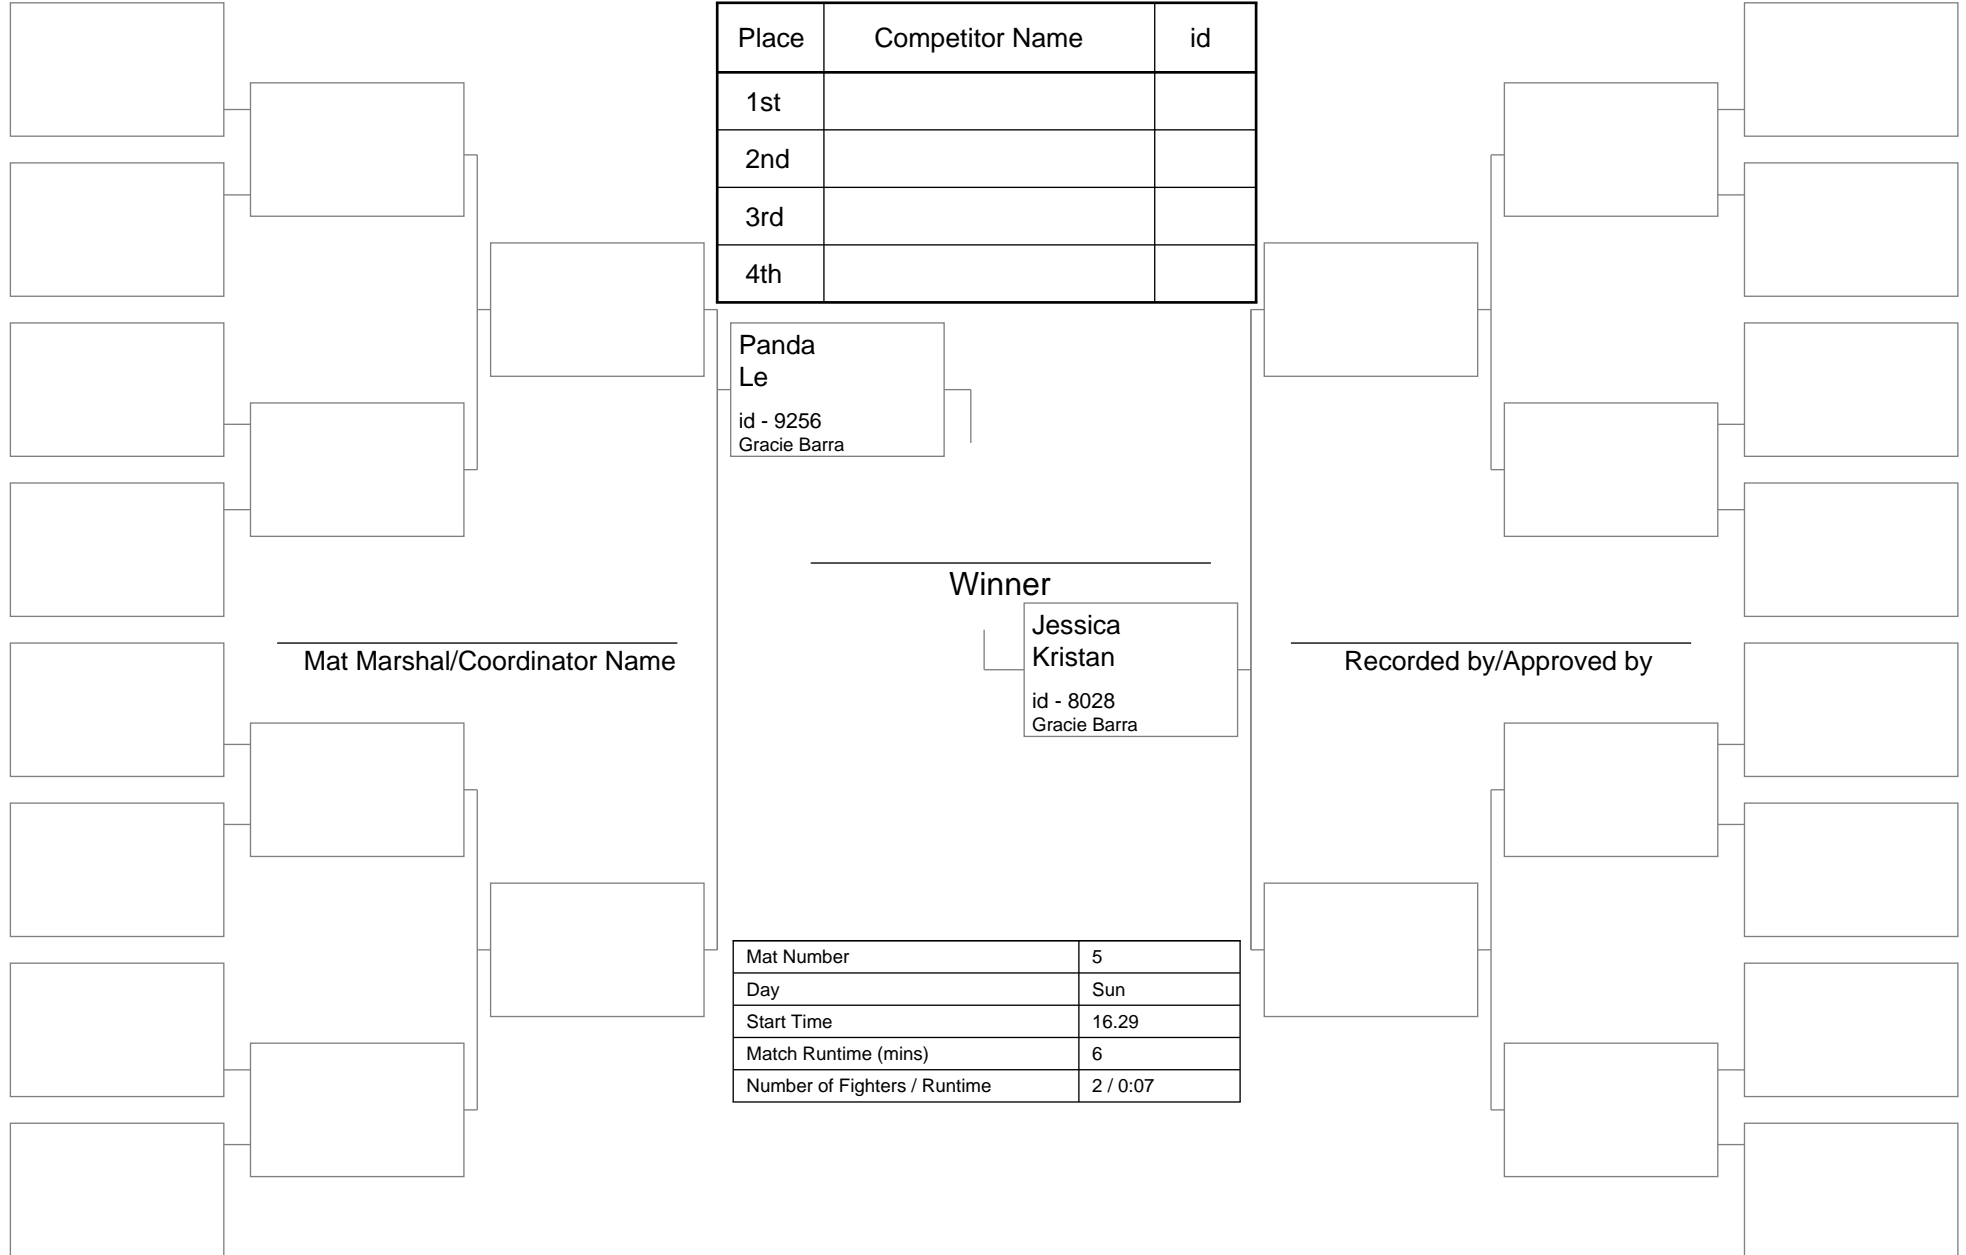 Place Competitor Name id
1st
2nd
3rd
4th
Panda
Le
id - 9256
Gracie Barra
Winner
Jessica
Kristan
id - 8028
Gracie Barra
Mat Marshal/Coordinator Name
Recorded by/Approved by
Mat Number 5
Day Sun
Start Time 16.29
Match Runtime (mins) 6
Number of Fighters / Runtime 2 / 0:07